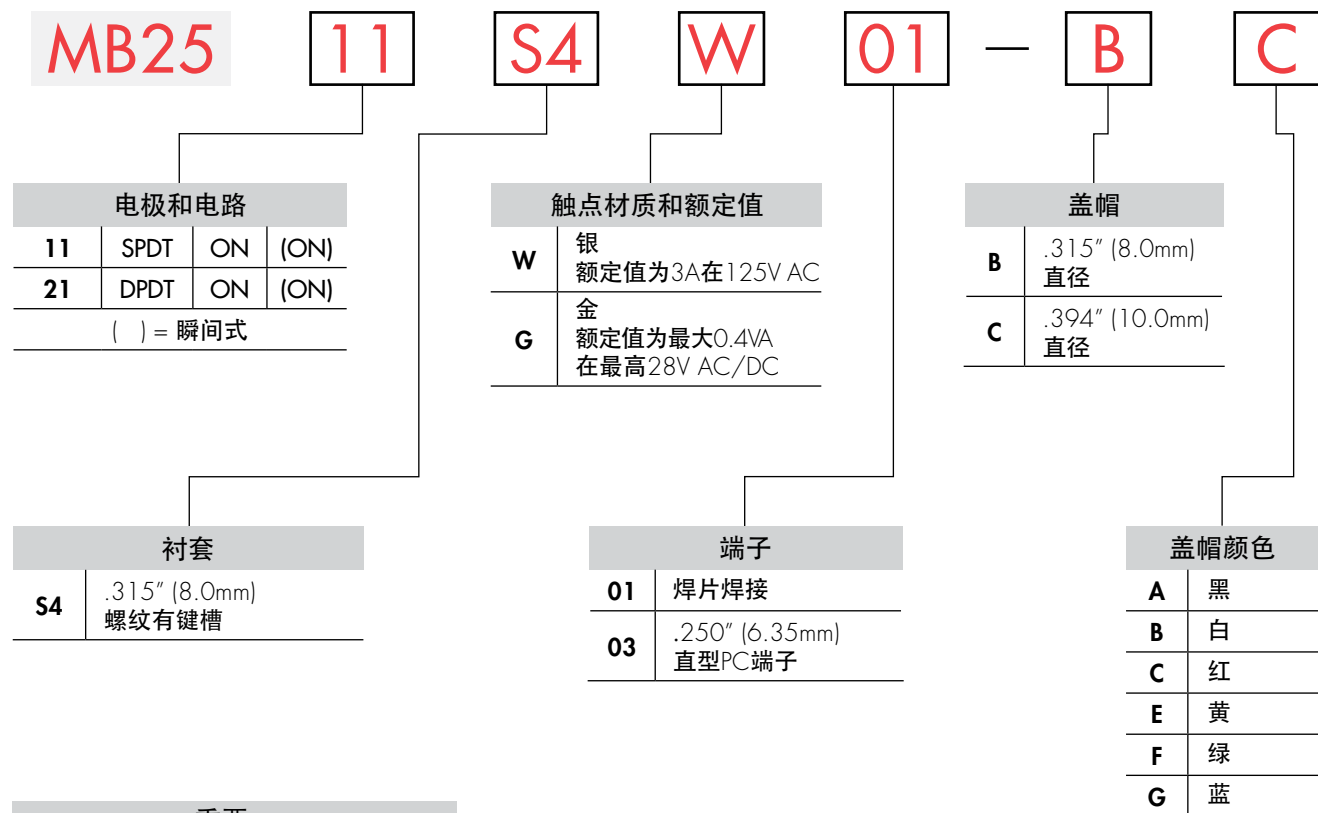 MB25 11 S4 W 01 — B C
电极和电路
11 SPDT ON (ON)
21 DPDT ON (ON)
( ) = 瞬间式
触点材质和额定值
W 银
额定值为3A在125V AC
G 金
额定值为最大0.4VA
在最高28V AC/DC
盖帽
B .315" (8.0mm)
直径
C .394" (10.0mm)
直径
衬套
S4 .315" (8.0mm)
螺纹有键槽
端子
01 焊片焊接
03 .250" (6.35mm)
直型PC端子
盖帽颜色
A 黑
B 白
C 红
E 黄
F 绿
G 蓝